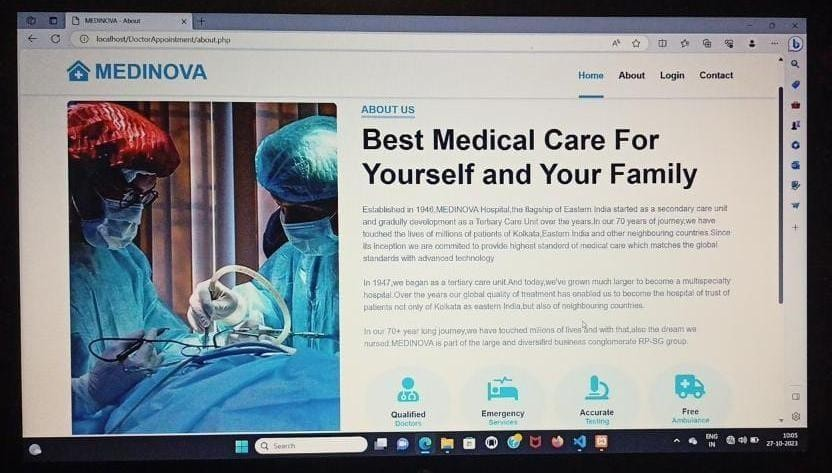 MEDINOVA - About
localhost/DoctorAppointment/about.php
MEDINOVA
Home About Login Contact
ABOUT US
Best Medical Care For
Yourself and Your Family
Established in 1946,MEDINOVA Hospital,the flagship of Eastern India started as a secondary care unit
and gradully development as a Tertiary Care Unit over the years.In our 70 years of journey,we have
touched the lives of millions of patients of Kolkata,Eastern India and other neighbouring countries.Since
its inception we are commited to provide highest standerd of medical care which matches the global
standards with advanced technology
In 1947,we began as a tertiary care unit.And today,we've grown much larger to become a multispecialty
hospital.Over the years our global quality of treatment has enabled us to become the hospital of trust of
patients not only of Kolkata as eastern India,but also of neighbouring countries.
In our 70+ year long journey,we have touched milions of lives and with that,also the dream we
nursed.MEDINOVA is part of the large and diversifird business conglomerate RP-SG group.
Qualified Emergency Accurate Free
Doctors Services Testing Ambulance
Search
ENG
IN
10:05
27-10-2023